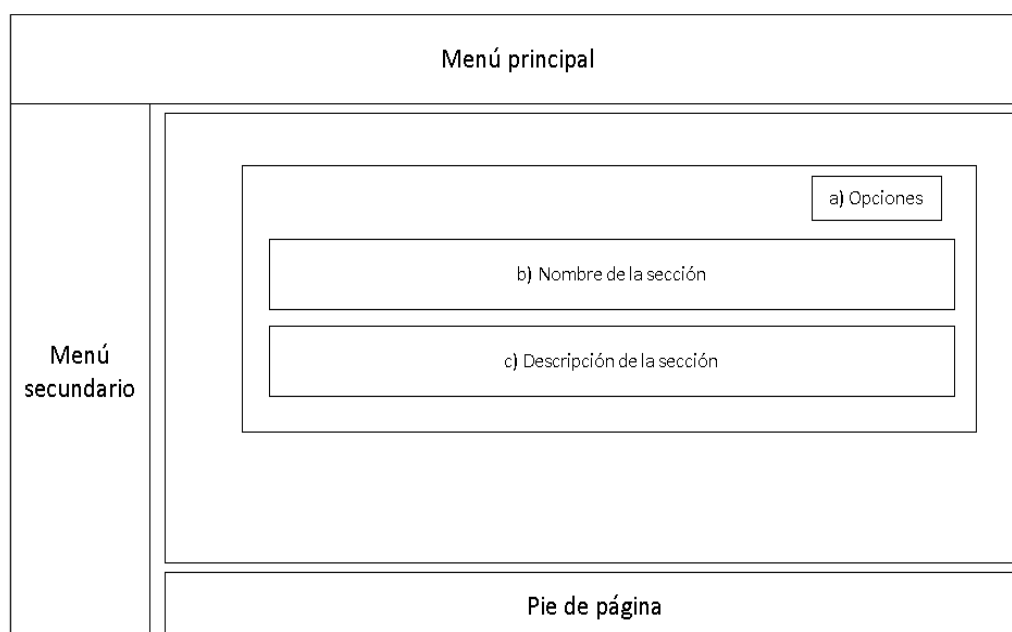 Menú principal
a) Opciones
b) Nombre de la sección
c) Descripción de la sección
Menú
secundario
Pie de página